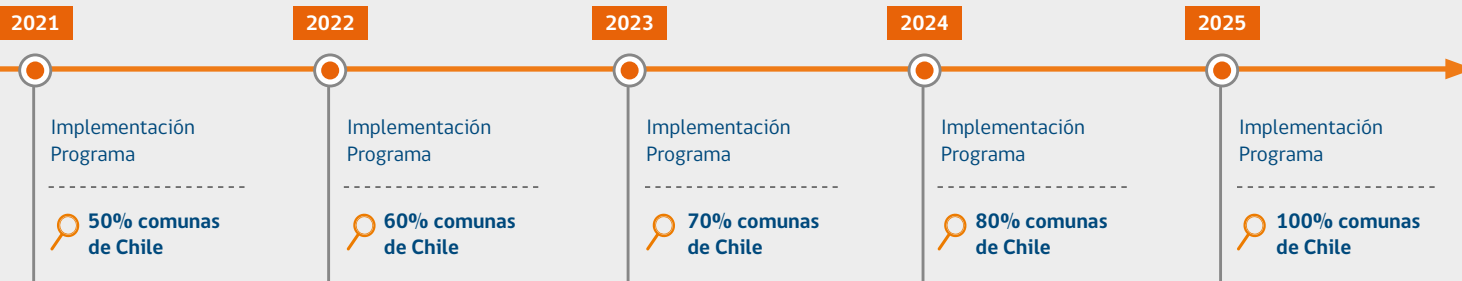 2021
Implementación
Programa
50% comunas
de Chile
2022
Implementación
Programa
60% comunas
de Chile
2023
Implementación
Programa
70% comunas
de Chile
2024
Implementación
Programa
80% comunas
de Chile
2025
Implementación
Programa
100% comunas
de Chile